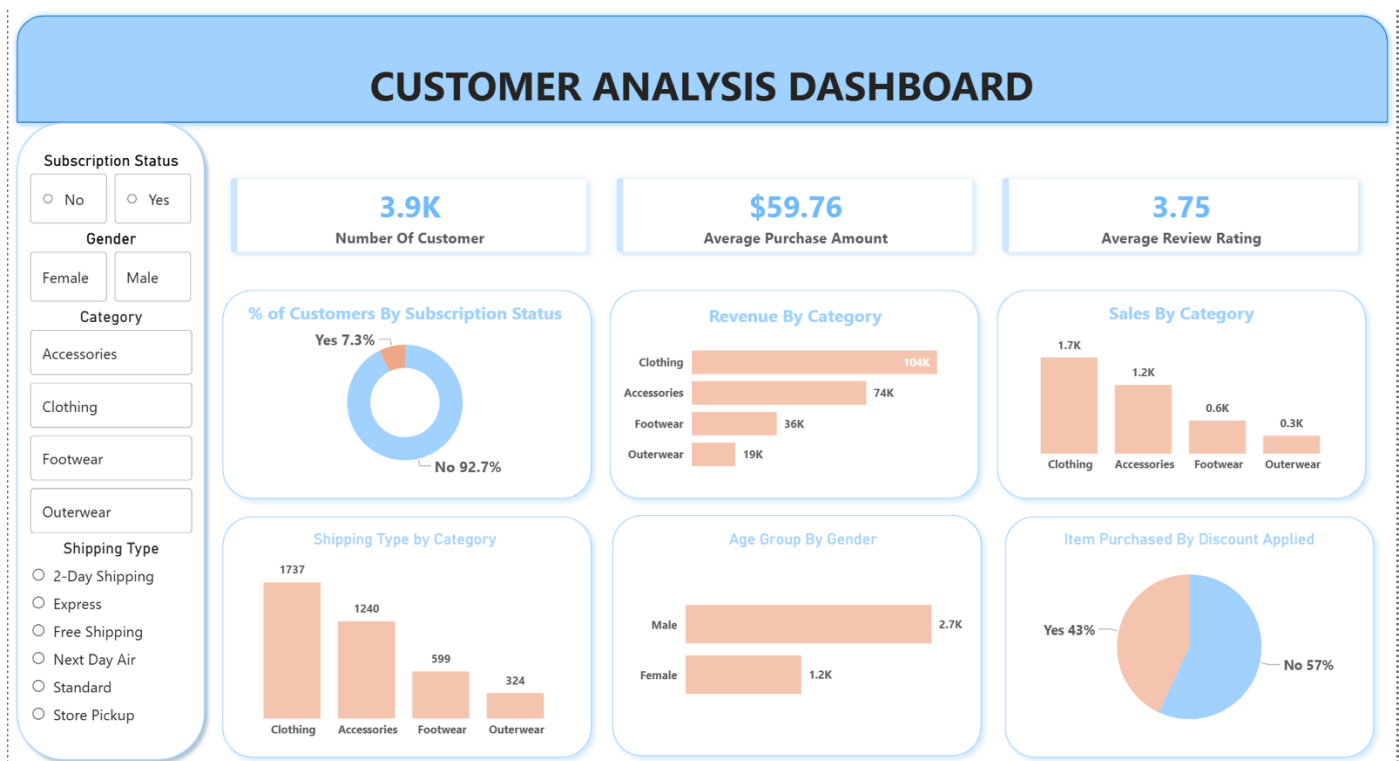 CUSTOMER ANALYSIS DASHBOARD
Subscription Status
No
Yes
Gender
Female
Male
Category
Accessories
Clothing
Footwear
Outerwear
Shipping Type
2-Day Shipping
Express
Free Shipping
Next Day Air
Standard
Store Pickup
3.9K
Number Of Customer
$59.76
Average Purchase Amount
3.75
Average Review Rating
% of Customers By Subscription Status
Yes 7.3%
No 92.7%
Revenue By Category
Clothing 104K
Accessories 74K
Footwear 36K
Outerwear 19K
Sales By Category
1.7K
1.2K
0.6K
0.3K
Clothing Accessories Footwear Outerwear
Shipping Type by Category
1737
1240
599
324
Clothing Accessories Footwear Outerwear
Age Group By Gender
Male 2.7K
Female 1.2K
Item Purchased By Discount Applied
Yes 43%
No 57%